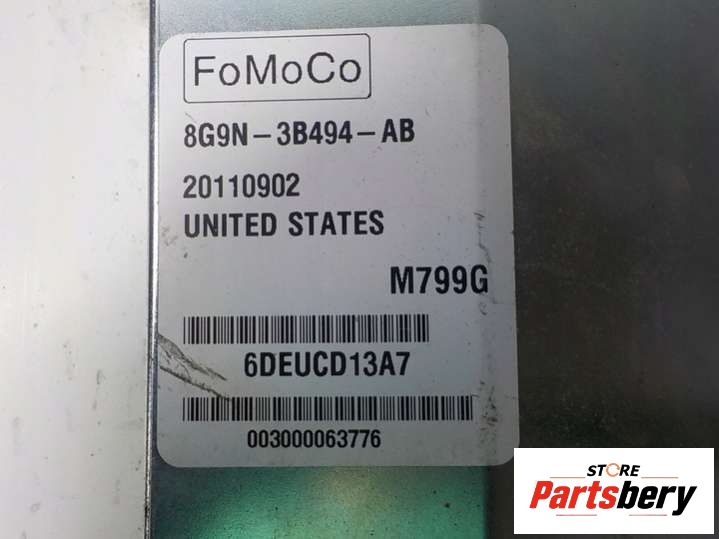 FoMoCo
8G9N-3B494-AB
20110902
UNITED STATES
M799G
6DEUCD13A7
003000063776
STORE
Partsbery